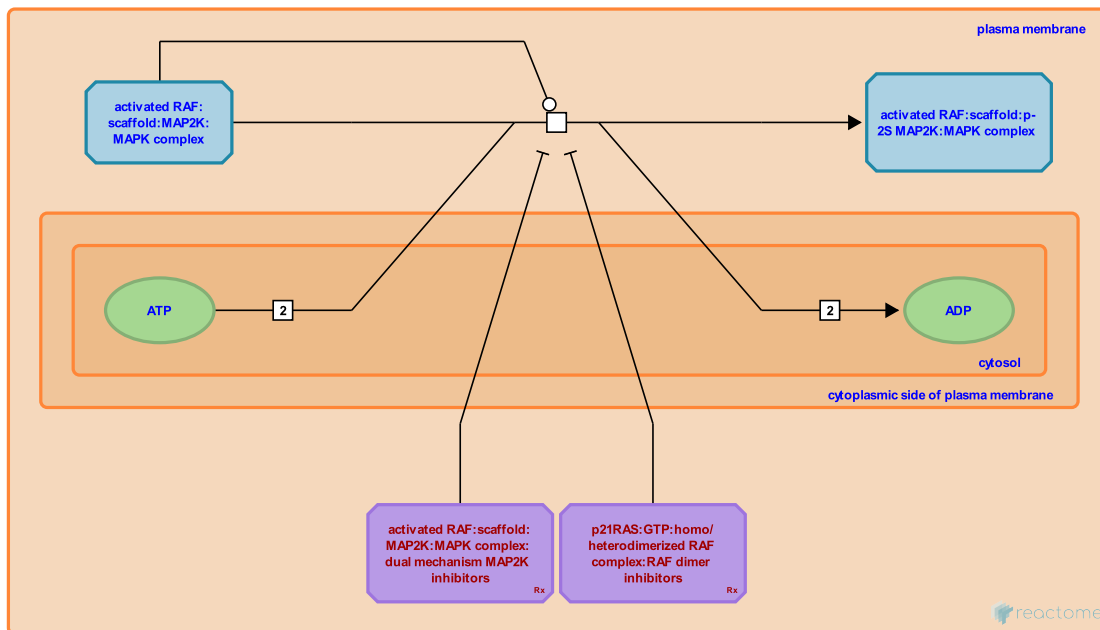 plasma membrane
activated RAF:
scaffold:MAP2K:
MAPK complex
activated RAF:scaffold:p-
2S MAP2K:MAPK complex
ATP
2
2
ADP
cytosol
cytoplasmic side of plasma membrane
activated RAF:scaffold:
MAP2K:MAPK complex:
dual mechanism MAP2K
inhibitors
Rx
p21RAS:GTP:homo/
heterodimerized RAF
complex:RAF dimer
inhibitors
Rx
reactome